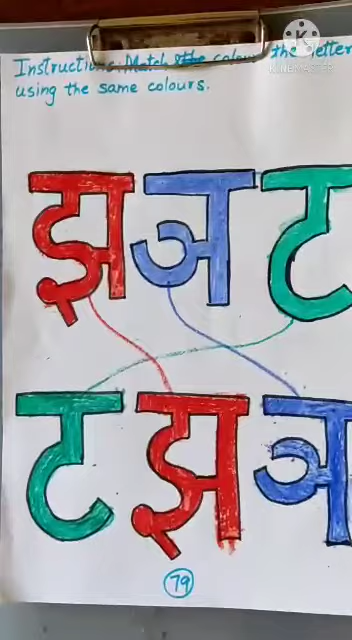 Instructions: Match the colour the letter
using the same colours.
KINEMASTER
झ ञ ट
ट झ ञ
79